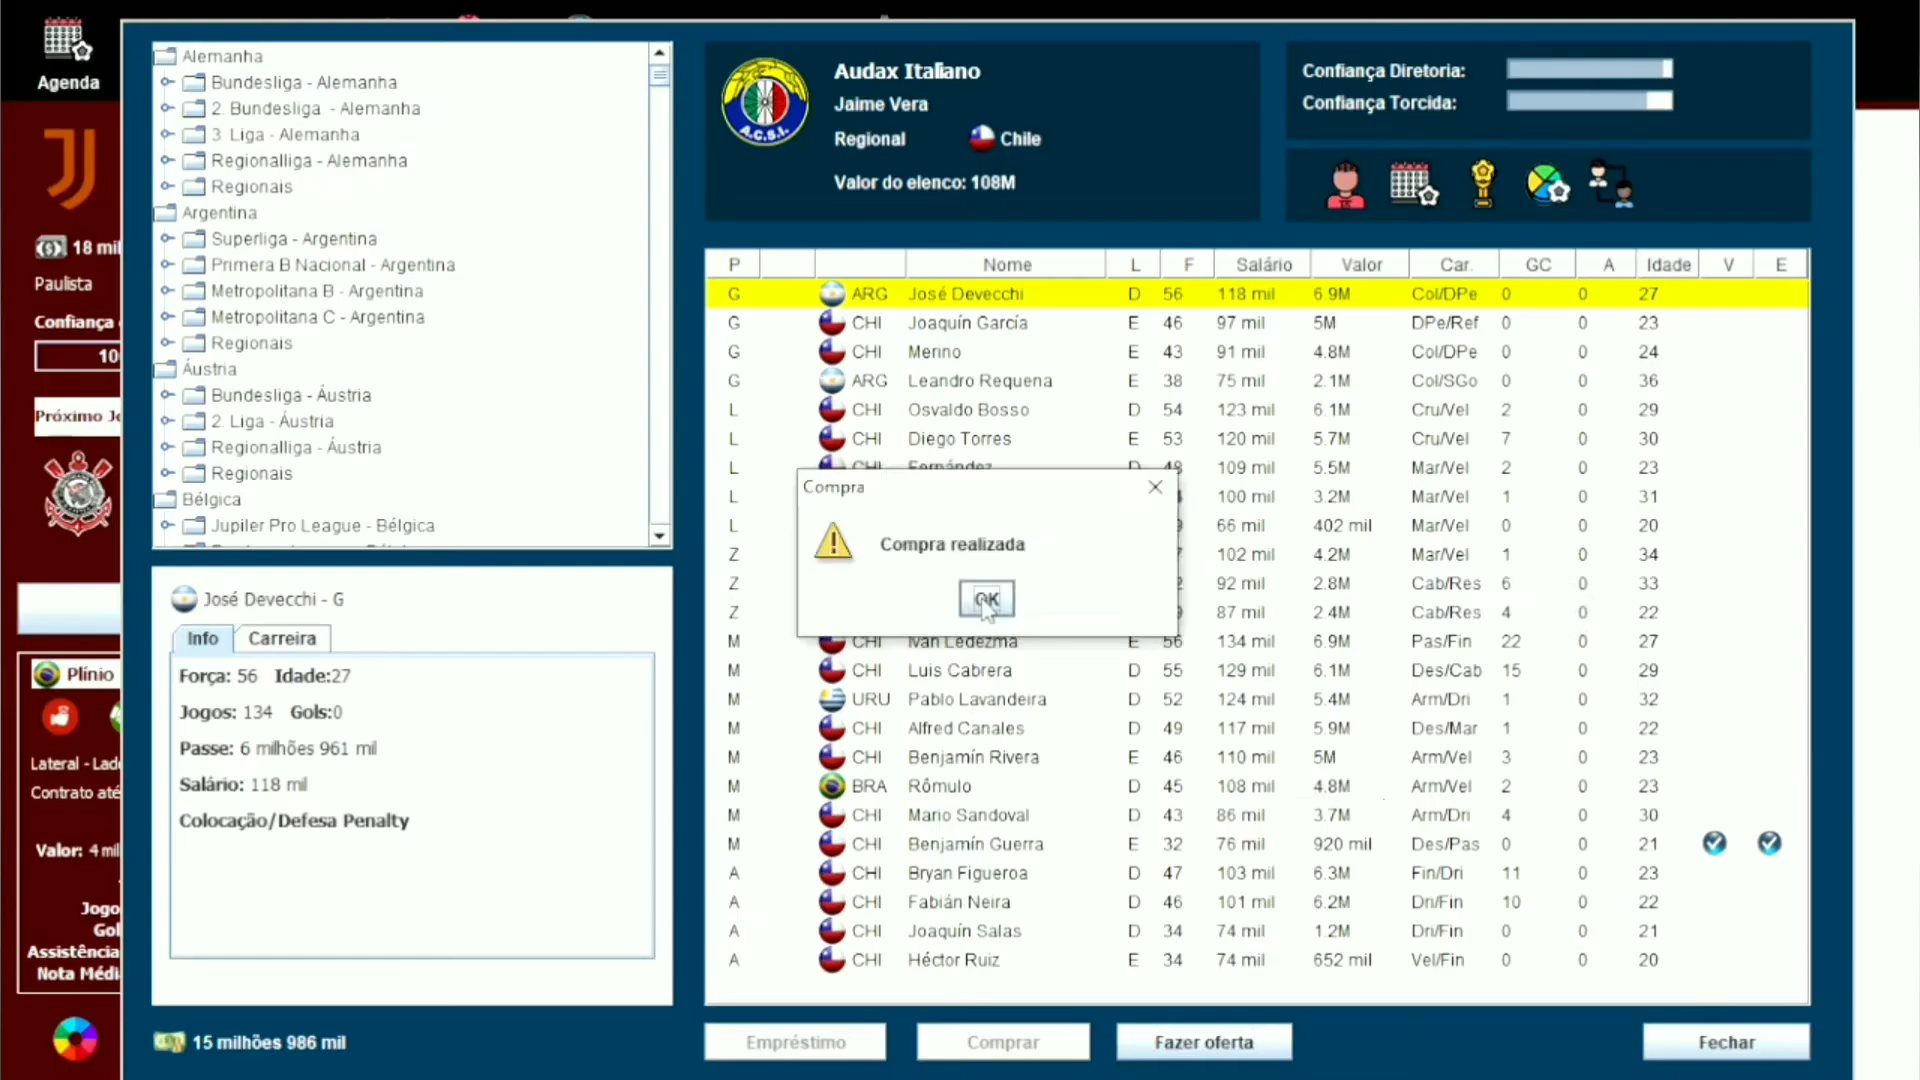 Agenda
18 mil
Paulista
Confiança
10
Próximo Jo
Plínio
Lateral - Lad
Contrato até
Valor: 4 mil
Jogo
Gol
Assistência
Nota Médi
Alemanha
Bundesliga - Alemanha
2. Bundesliga - Alemanha
3. Liga - Alemanha
Regionalliga - Alemanha
Regionais
Argentina
Superliga - Argentina
Primera B Nacional - Argentina
Metropolitana B - Argentina
Metropolitana C - Argentina
Regionais
Áustria
Bundesliga - Áustria
2. Liga - Áustria
Regionalliga - Áustria
Regionais
Bélgica
Jupiler Pro League - Bélgica
José Devecchi - G
Info Carreira
Força: 56 Idade:27
Jogos: 134 Gols:0
Passe: 6 milhões 961 mil
Salário: 118 mil
Colocação/Defesa Penalty
15 milhões 986 mil
A.C.S.I.
Audax Italiano
Jaime Vera
Regional Chile
Valor do elenco: 108M
Confiança Diretoria:
Confiança Torcida:
P Nome L F Salário Valor Car. GC A Idade V E
G ARG José Devecchi D 56 118 mil 6.9M Col/DPe 0 0 27
G CHI Joaquín García E 46 97 mil 5M DPe/Ref 0 0 23
G CHI Merino E 43 91 mil 4.8M Col/DPe 0 0 24
G ARG Leandro Requena E 38 75 mil 2.1M Col/SGo 0 0 36
L CHI Osvaldo Bosso D 54 123 mil 6.1M Cru/Vel 2 0 29
L CHI Diego Torres E 53 120 mil 5.7M Cru/Vel 7 0 30
L CHI Fernández D 48 109 mil 5.5M Mar/Vel 2 0 23
L 100 mil 3.2M Mar/Vel 1 0 31
L 66 mil 402 mil Mar/Vel 0 0 20
Z 102 mil 4.2M Mar/Vel 1 0 34
Z 92 mil 2.8M Cab/Res 6 0 33
Z 87 mil 2.4M Cab/Res 4 0 22
M CHI Iván Ledezma E 56 134 mil 6.9M Pas/Fin 22 0 27
M CHI Luis Cabrera D 55 129 mil 6.1M Des/Cab 15 0 29
M URU Pablo Lavandeira D 52 124 mil 5.4M Arm/Dri 1 0 32
M CHI Alfred Canales D 49 117 mil 5.9M Des/Mar 1 0 22
M CHI Benjamín Rivera E 46 110 mil 5M Arm/Vel 3 0 23
M BRA Rômulo D 45 108 mil 4.8M Arm/Vel 2 0 23
M CHI Mario Sandoval D 43 86 mil 3.7M Arm/Dri 4 0 30
M CHI Benjamín Guerra E 32 76 mil 920 mil Des/Pas 0 0 21
A CHI Bryan Figueroa D 47 103 mil 6.3M Fin/Dri 11 0 23
A CHI Fabián Neira D 46 101 mil 6.2M Dri/Fin 10 0 22
A CHI Joaquín Salas D 34 74 mil 1.2M Dri/Fin 0 0 21
A CHI Héctor Ruiz E 34 74 mil 652 mil Vel/Fin 0 0 20
Compra
Compra realizada
OK
Empréstimo Comprar Fazer oferta Fechar